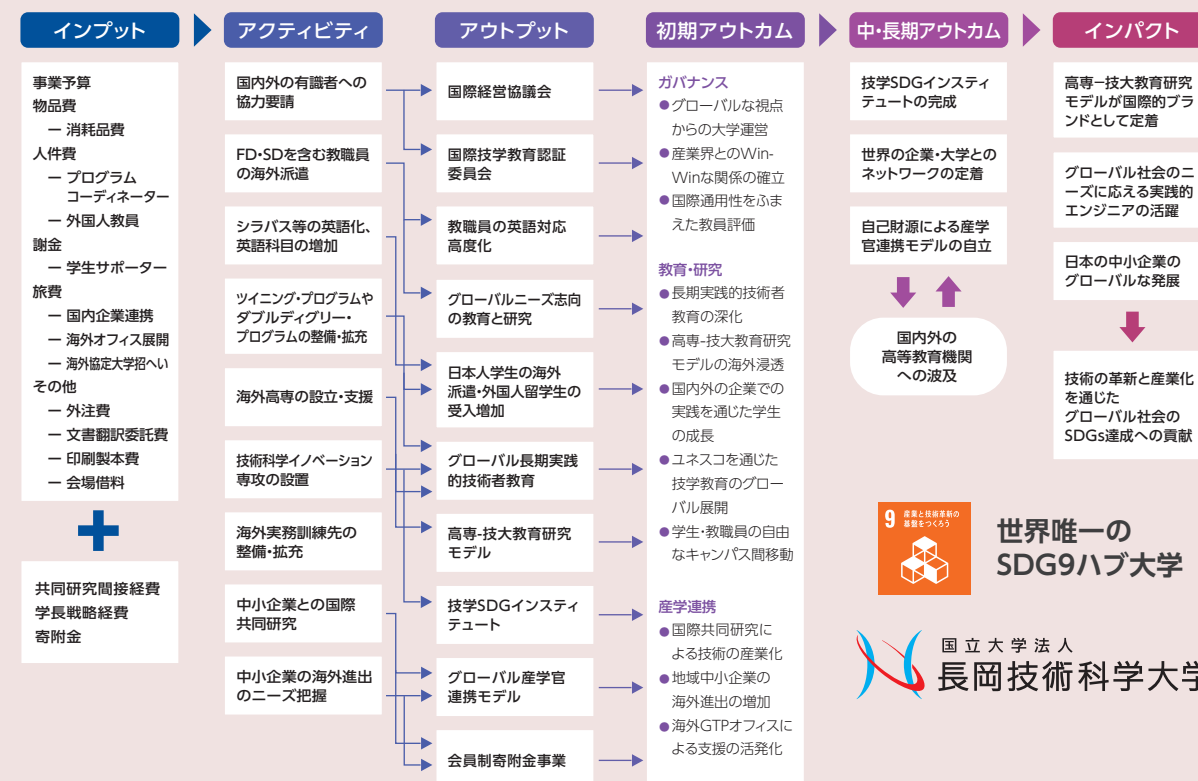 インプット
アクティビティ
アウトプット
初期アウトカム
中・長期アウトカム
インパクト
事業予算
物品費
ー 消耗品費
人件費
ー プログラム
コーディネーター
ー 外国人教員
謝金
ー 学生サポーター
旅費
ー 国内企業連携
ー 海外オフィス展開
ー 海外協定大学招へい
その他
ー 外注費
ー 文書翻訳委託費
ー 印刷製本費
ー 会場借料
共同研究間接経費
学長戦略経費
寄附金
国内外の有識者への
協力要請
FD・SDを含む教職員
の海外派遣
シラバス等の英語化、
英語科目の増加
ツイニング・プログラムや
ダブルディグリー・
プログラムの整備・拡充
海外高専の設立・支援
技術科学イノベーション
専攻の設置
海外実務訓練先の
整備・拡充
中小企業との国際
共同研究
中小企業の海外進出
のニーズ把握
国際経営協議会
国際技学教育認証
委員会
教職員の英語対応
高度化
グローバルニーズ志向
の教育と研究
日本人学生の海外
派遣・外国人留学生の
受入増加
グローバル長期実践
的技術者教育
高専-技大教育研究
モデル
技学SDGインスティ
テュート
グローバル産学官
連携モデル
会員制寄附金事業
ガバナンス
●グローバルな視点
からの大学運営
●産業界とのWin-
Winな関係の確立
●国際通用性をふま
えた教員評価
教育・研究
●長期実践的技術者
教育の深化
●高専-技大教育研究
モデルの海外浸透
●国内外の企業での
実践を通じた学生
の成長
●ユネスコを通じた
技学教育のグロー
バル展開
●学生・教職員の自由
なキャンパス間移動
産学連携
●国際共同研究に
よる技術の産業化
●地域中小企業の
海外進出の増加
●海外GTPオフィスに
よる支援の活発化
技学SDGインスティ
テュートの完成
世界の企業・大学との
ネットワークの定着
自己財源による産学
官連携モデルの自立
国内外の
高等教育機関
への波及
高専−技大教育研究
モデルが国際的ブラ
ンドとして定着
グローバル社会のニ
ーズに応える実践的
エンジニアの活躍
日本の中小企業の
グローバルな発展
技術の革新と産業化
を通じた
グローバル社会の
SDGs達成への貢献
9 産業と技術革新の
基盤をつくろう
世界唯一の
SDG9ハブ大学
国立大学法人
長岡技術科学大学